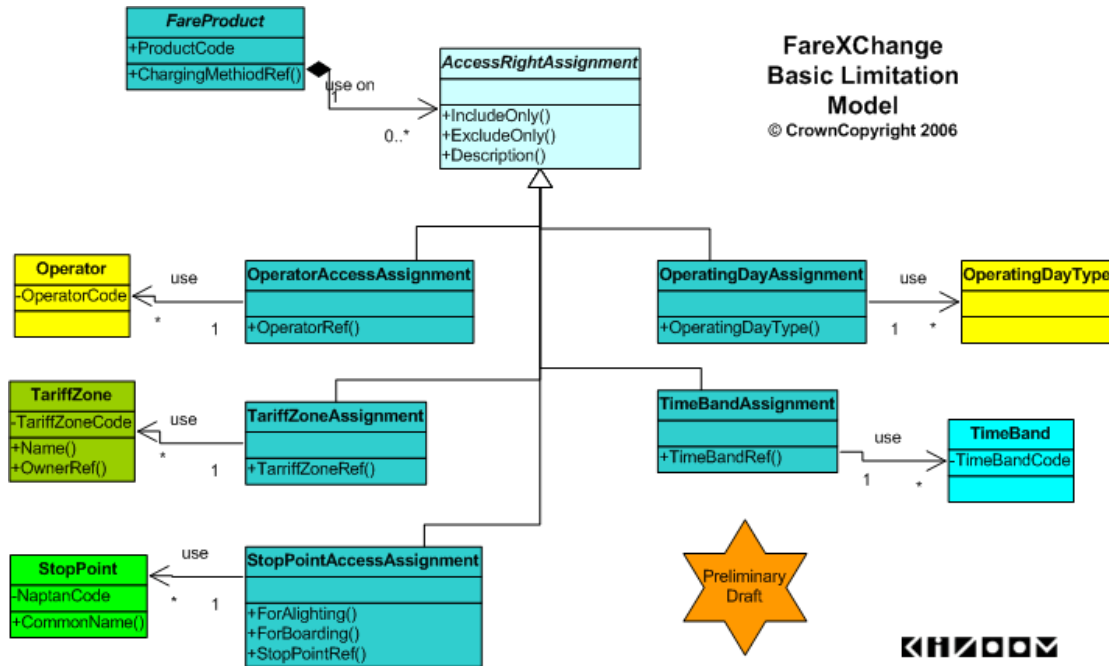 FareProduct
+ProductCode
+ChargingMethiodRef()
use on
1
0..*
AccessRightAssignment
+IncludeOnly()
+ExcludeOnly()
+Description()
FareXChange
Basic Limitation
Model
© CrownCopyright 2006
Operator
-OperatorCode
use
*
1
OperatorAccessAssignment
+OperatorRef()
OperatingDayAssignment
+OperatingDayType()
use
1
*
OperatingDayType
TariffZone
-TariffZoneCode
+Name()
+OwnerRef()
use
*
1
TariffZoneAssignment
+TarriffZoneRef()
TimeBandAssignment
+TimeBandRef()
use
1
*
TimeBand
-TimeBandCode
StopPoint
-NaptanCode
+CommonName()
use
*
1
StopPointAccessAssignment
+ForAlighting()
+ForBoarding()
+StopPointRef()
Preliminary
Draft
KIZOOM